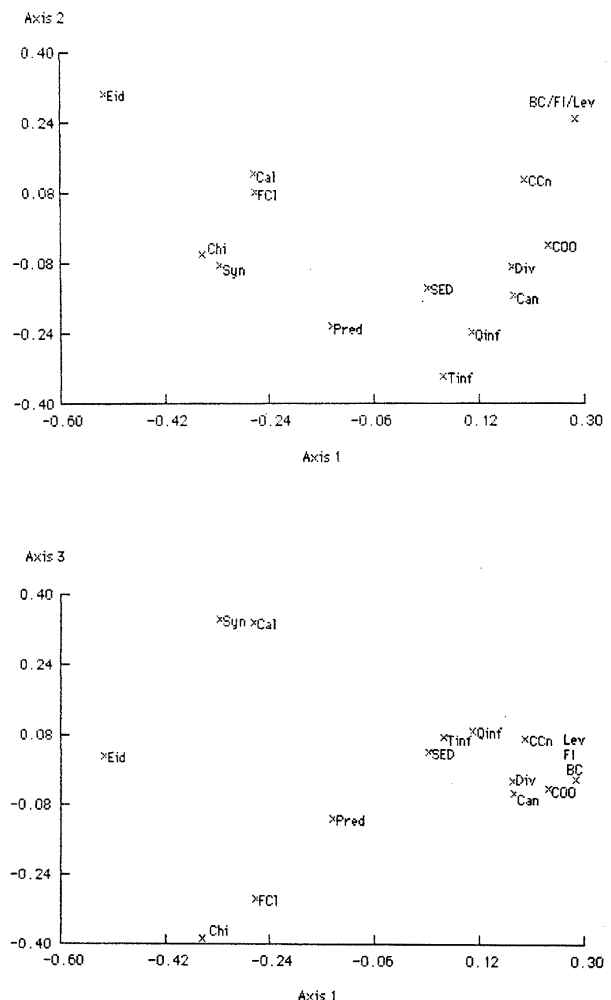 Axis 2
0.40
Eid
BC/FI/Lev
0.24
Cal
CCn
0.08
FCl
Chi
COO
-0.08
Syn
Div
SED
Can
-0.24
Pred
Qinf
Tinf
-0.40
-0.60 -0.42 -0.24 -0.06 0.12 0.30
Axis 1
Axis 3
0.40
Syn Cal
0.24
0.08
Tinf Qinf CCn Lev
FI
Eid SED BC
Div
-0.08
Can COO
Pred
-0.24
FCl
Chi
-0.40
-0.60 -0.42 -0.24 -0.06 0.12 0.30
Axis 1